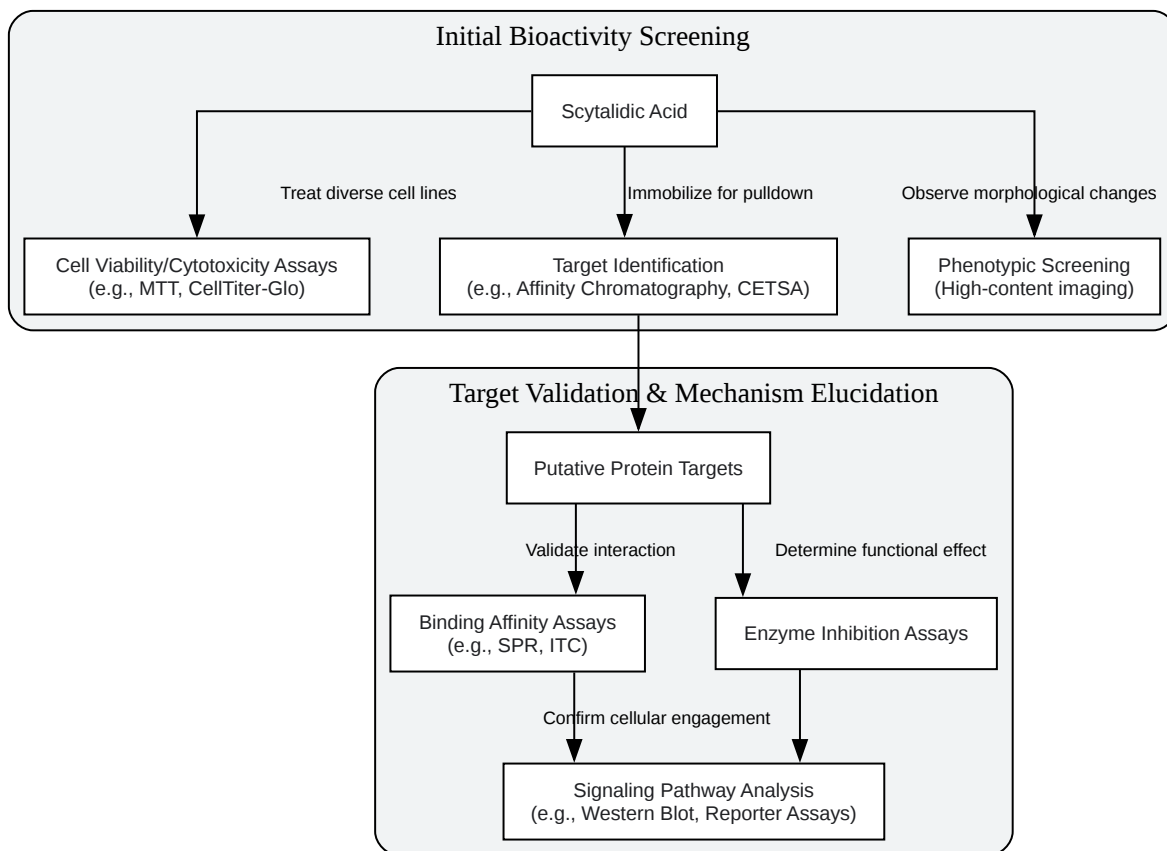 Initial Bioactivity Screening
Scytalidic Acid
Treat diverse cell lines
Immobilize for pulldown
Observe morphological changes
Cell Viability/Cytotoxicity Assays
(e.g., MTT, CellTiter-Glo)
Target Identification
(e.g., Affinity Chromatography, CETSA)
Phenotypic Screening
(High-content imaging)
Target Validation & Mechanism Elucidation
Putative Protein Targets
Validate interaction
Determine functional effect
Binding Affinity Assays
(e.g., SPR, ITC)
Enzyme Inhibition Assays
Confirm cellular engagement
Signaling Pathway Analysis
(e.g., Western Blot, Reporter Assays)